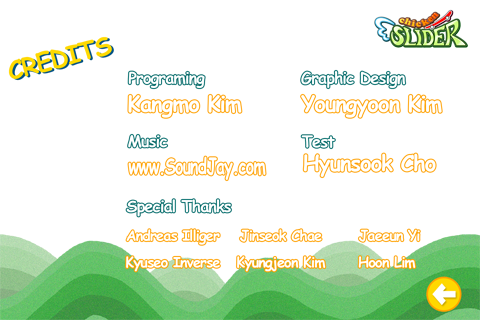 CREDITS
chicken
SLIDER
Programing
Graphic Design
Kangmo Kim
Youngyoon Kim
Music
Test
www.SoundJay.com
Hyunsook Cho
Special Thanks
Andreas Illiger
Jinseok Chae
Jaeeun Yi
Kyuseo Inverse
Kyungjeon Kim
Hoon Lim